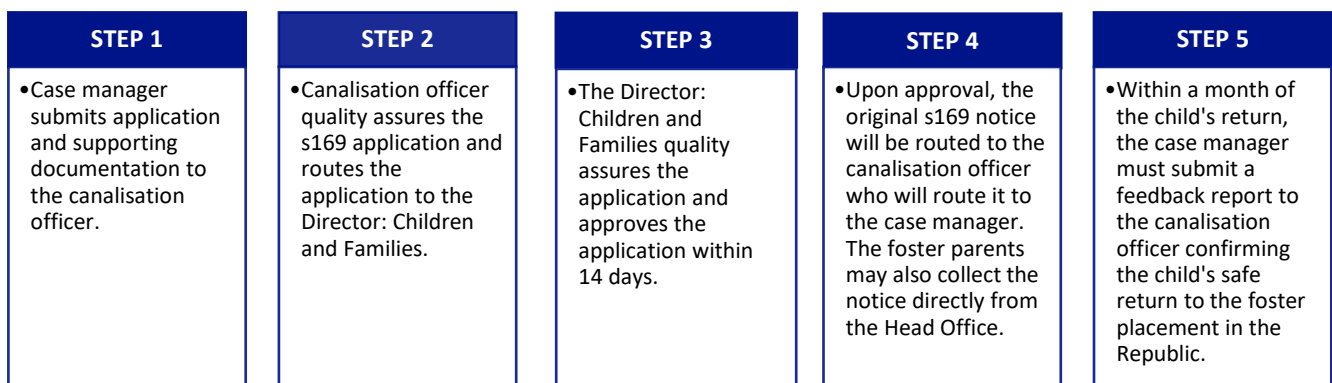 STEP 1
•Case manager
submits application
and supporting
documentation to
the canalisation
officer.
STEP 2
•Canalisation officer
quality assures the
s169 application and
routes the
application to the
Director: Children
and Families.
STEP 3
•The Director:
Children and
Families quality
assures the
application and
approves the
application within
14 days.
STEP 4
•Upon approval, the
original s169 notice
will be routed to the
canalisation officer
who will route it to
the case manager.
The foster parents
may also collect the
notice directly from
the Head Office.
STEP 5
•Within a month of
the child's return,
the case manager
must submit a
feedback report to
the canalisation
officer confirming
the child's safe
return to the foster
placement in the
Republic.